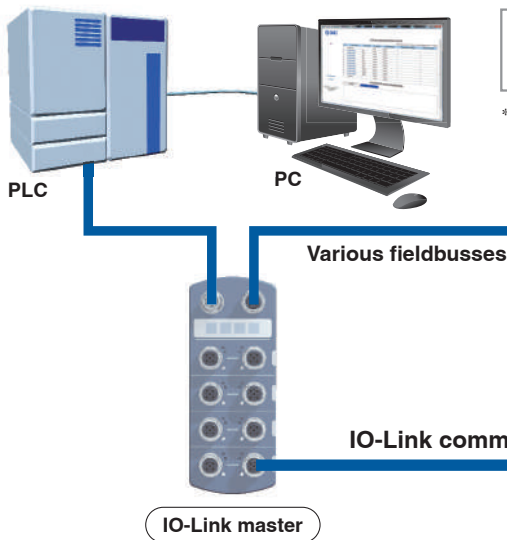 *
PLC
PC
Various fieldbusses
IO-Link comm
IO-Link master